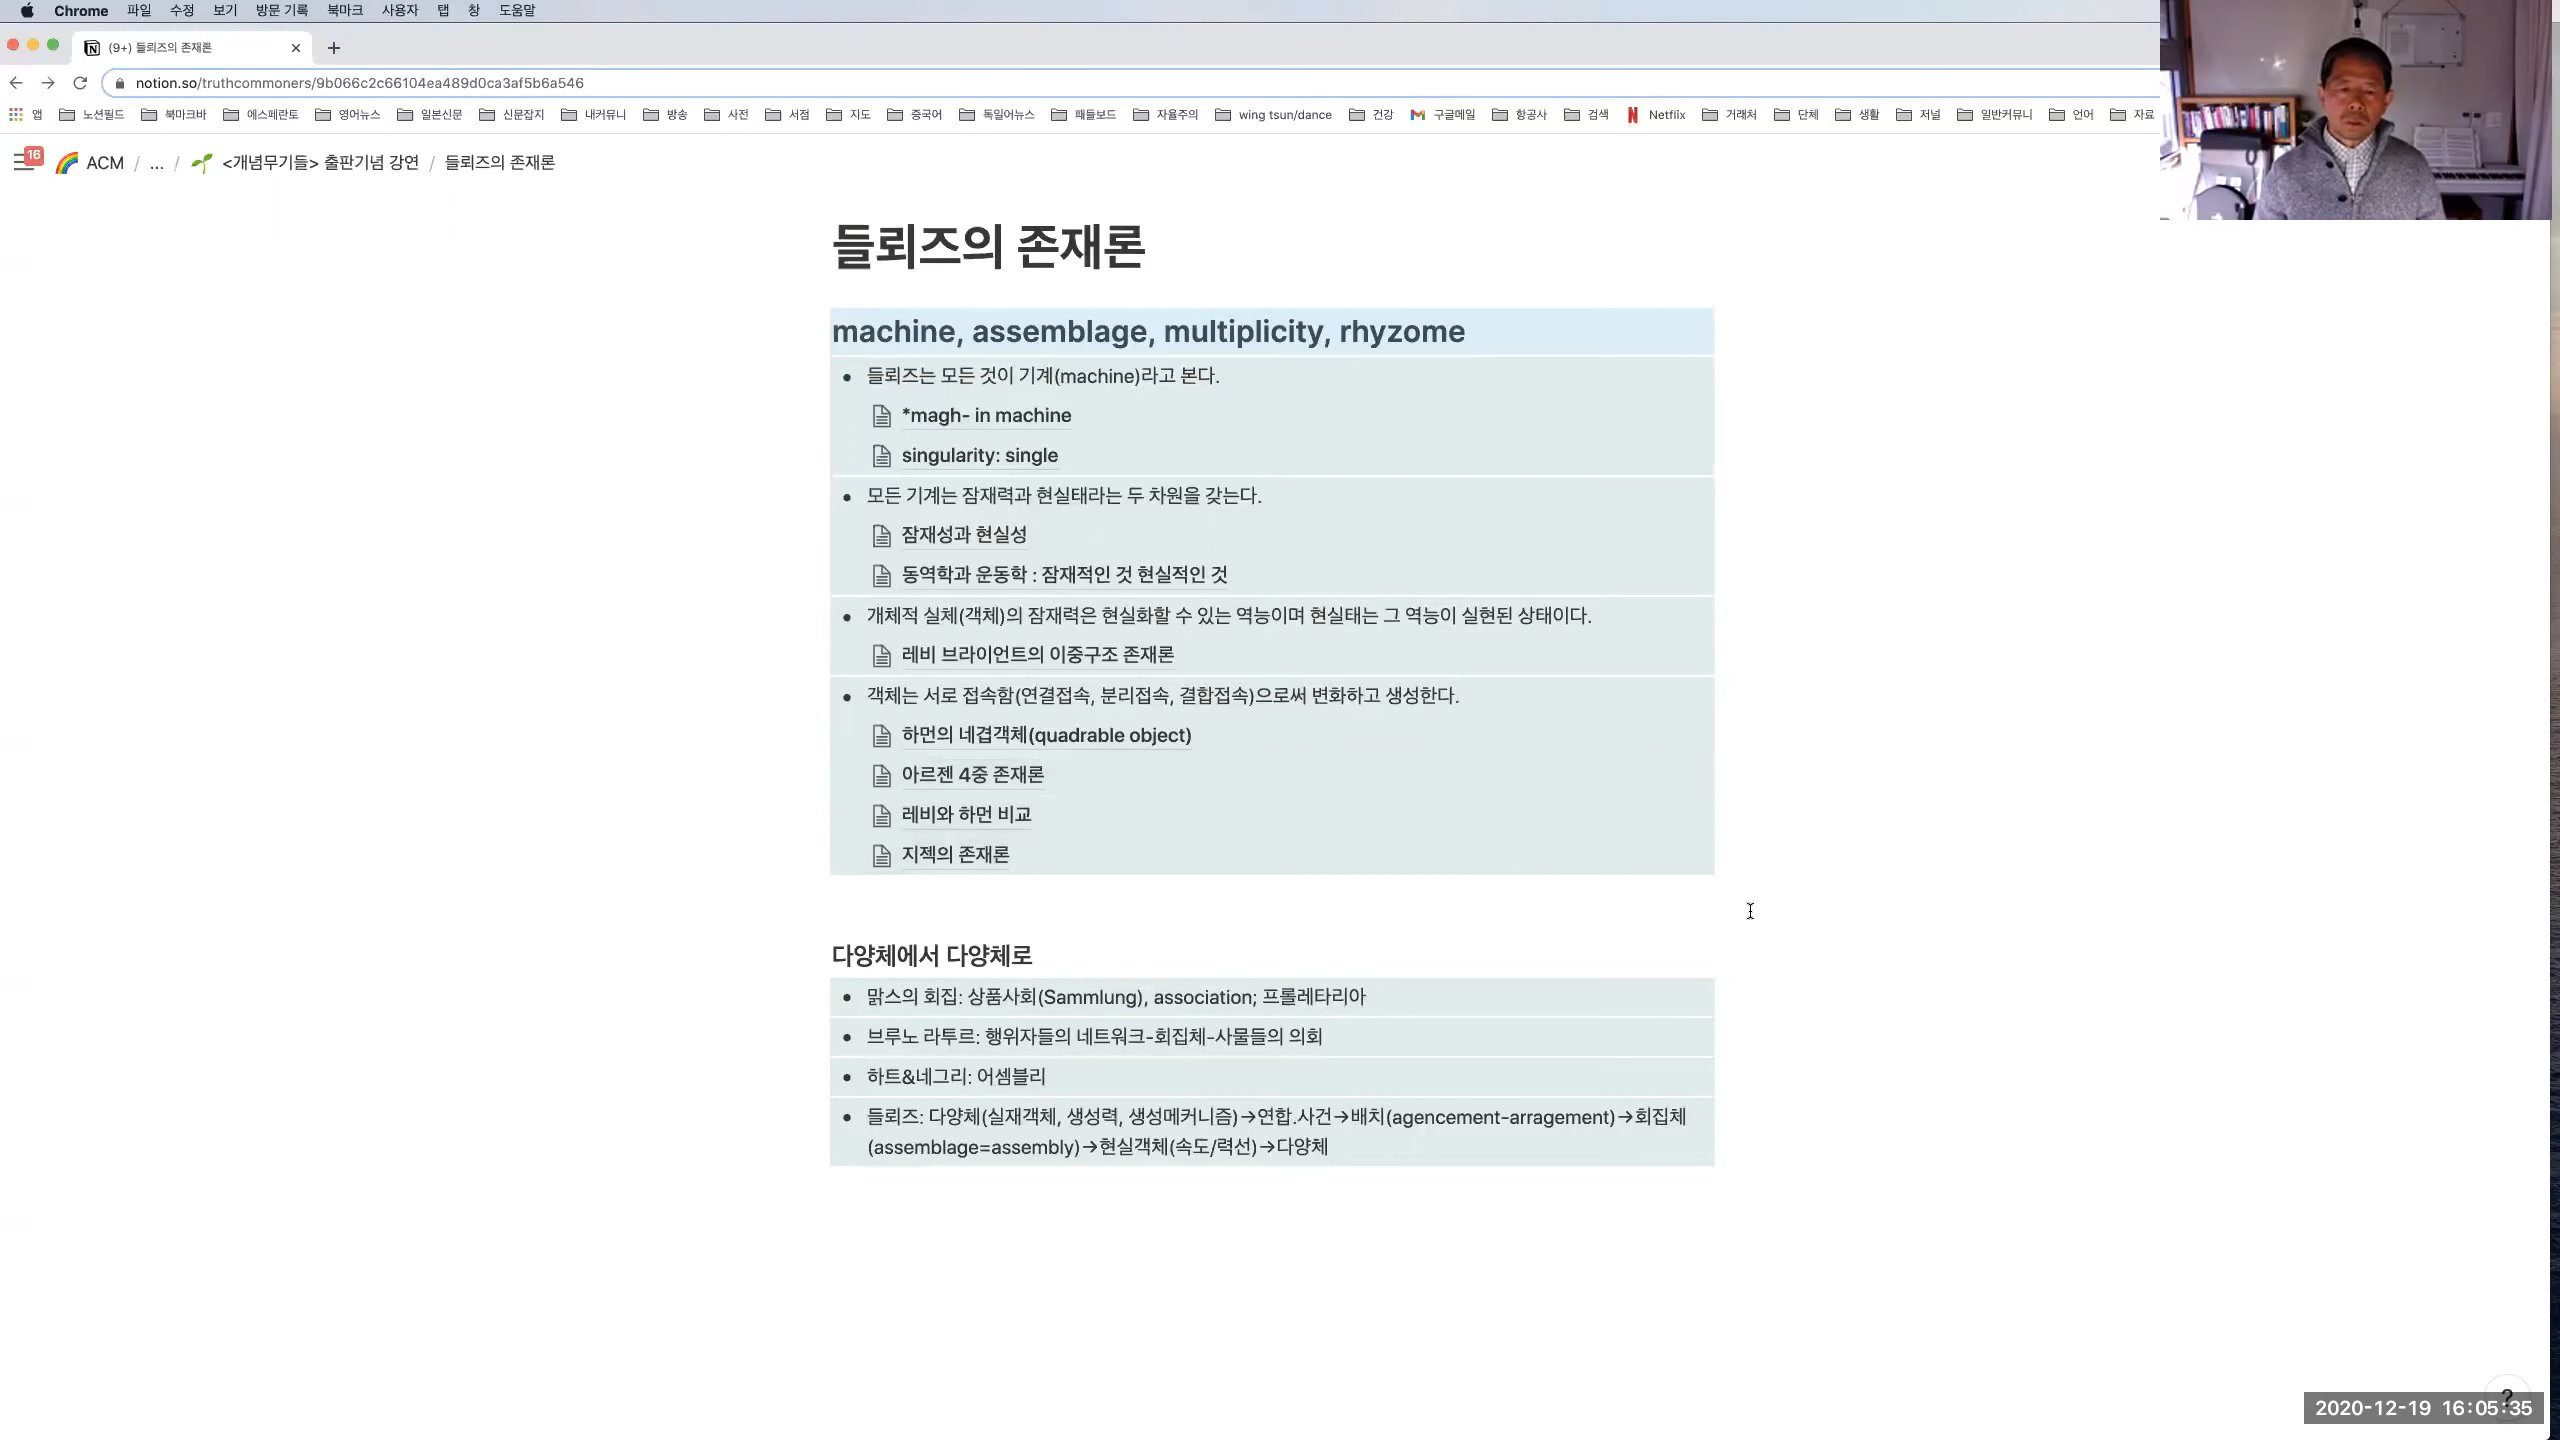 Chrome 파일 수정 보기 방문 기록 북마크 사용자 탭 창 도움말
(9+) 들뢰즈의 존재론
notion.so/truthcommoners/9b066c2c66104ea489d0ca3af5b6a546
앱 노션필드 북마크바 에스페란토 영어뉴스 일본신문 신문잡지 내커뮤니 방송 사전 서점 지도 중국어 독일어뉴스 패들보드 자율주의 wing tsun/dance 건강 구글메일 항공사 검색 Netflix 거래처 단체 생활 저널 일반커뮤니 언어 자료
16 ACM / ... / <개념무기들> 출판기념 강연 / 들뢰즈의 존재론
들뢰즈의 존재론
machine, assemblage, multiplicity, rhyzome
• 들뢰즈는 모든 것이 기계(machine)라고 본다.
*magh- in machine
singularity: single
• 모든 기계는 잠재력과 현실태라는 두 차원을 갖는다.
잠재성과 현실성
동역학과 운동학 : 잠재적인 것 현실적인 것
• 개체적 실체(객체)의 잠재력은 현실화할 수 있는 역능이며 현실태는 그 역능이 실현된 상태이다.
레비 브라이언트의 이중구조 존재론
• 객체는 서로 접속함(연결접속, 분리접속, 결합접속)으로써 변화하고 생성한다.
하먼의 네겹객체(quadrable object)
아르젠 4중 존재론
레비와 하먼 비교
지젝의 존재론
다양체에서 다양체로
• 맑스의 회집: 상품사회(Sammlung), association; 프롤레타리아
• 브루노 라투르: 행위자들의 네트워크-회집체-사물들의 의회
• 하트&네그리: 어셈블리
• 들뢰즈: 다양체(실재객체, 생성력, 생성메커니즘)→연합.사건→배치(agencement-arragement)→회집체
(assemblage=assembly)→현실객체(속도/력선)→다양체
?
2020-12-19 16:05:35